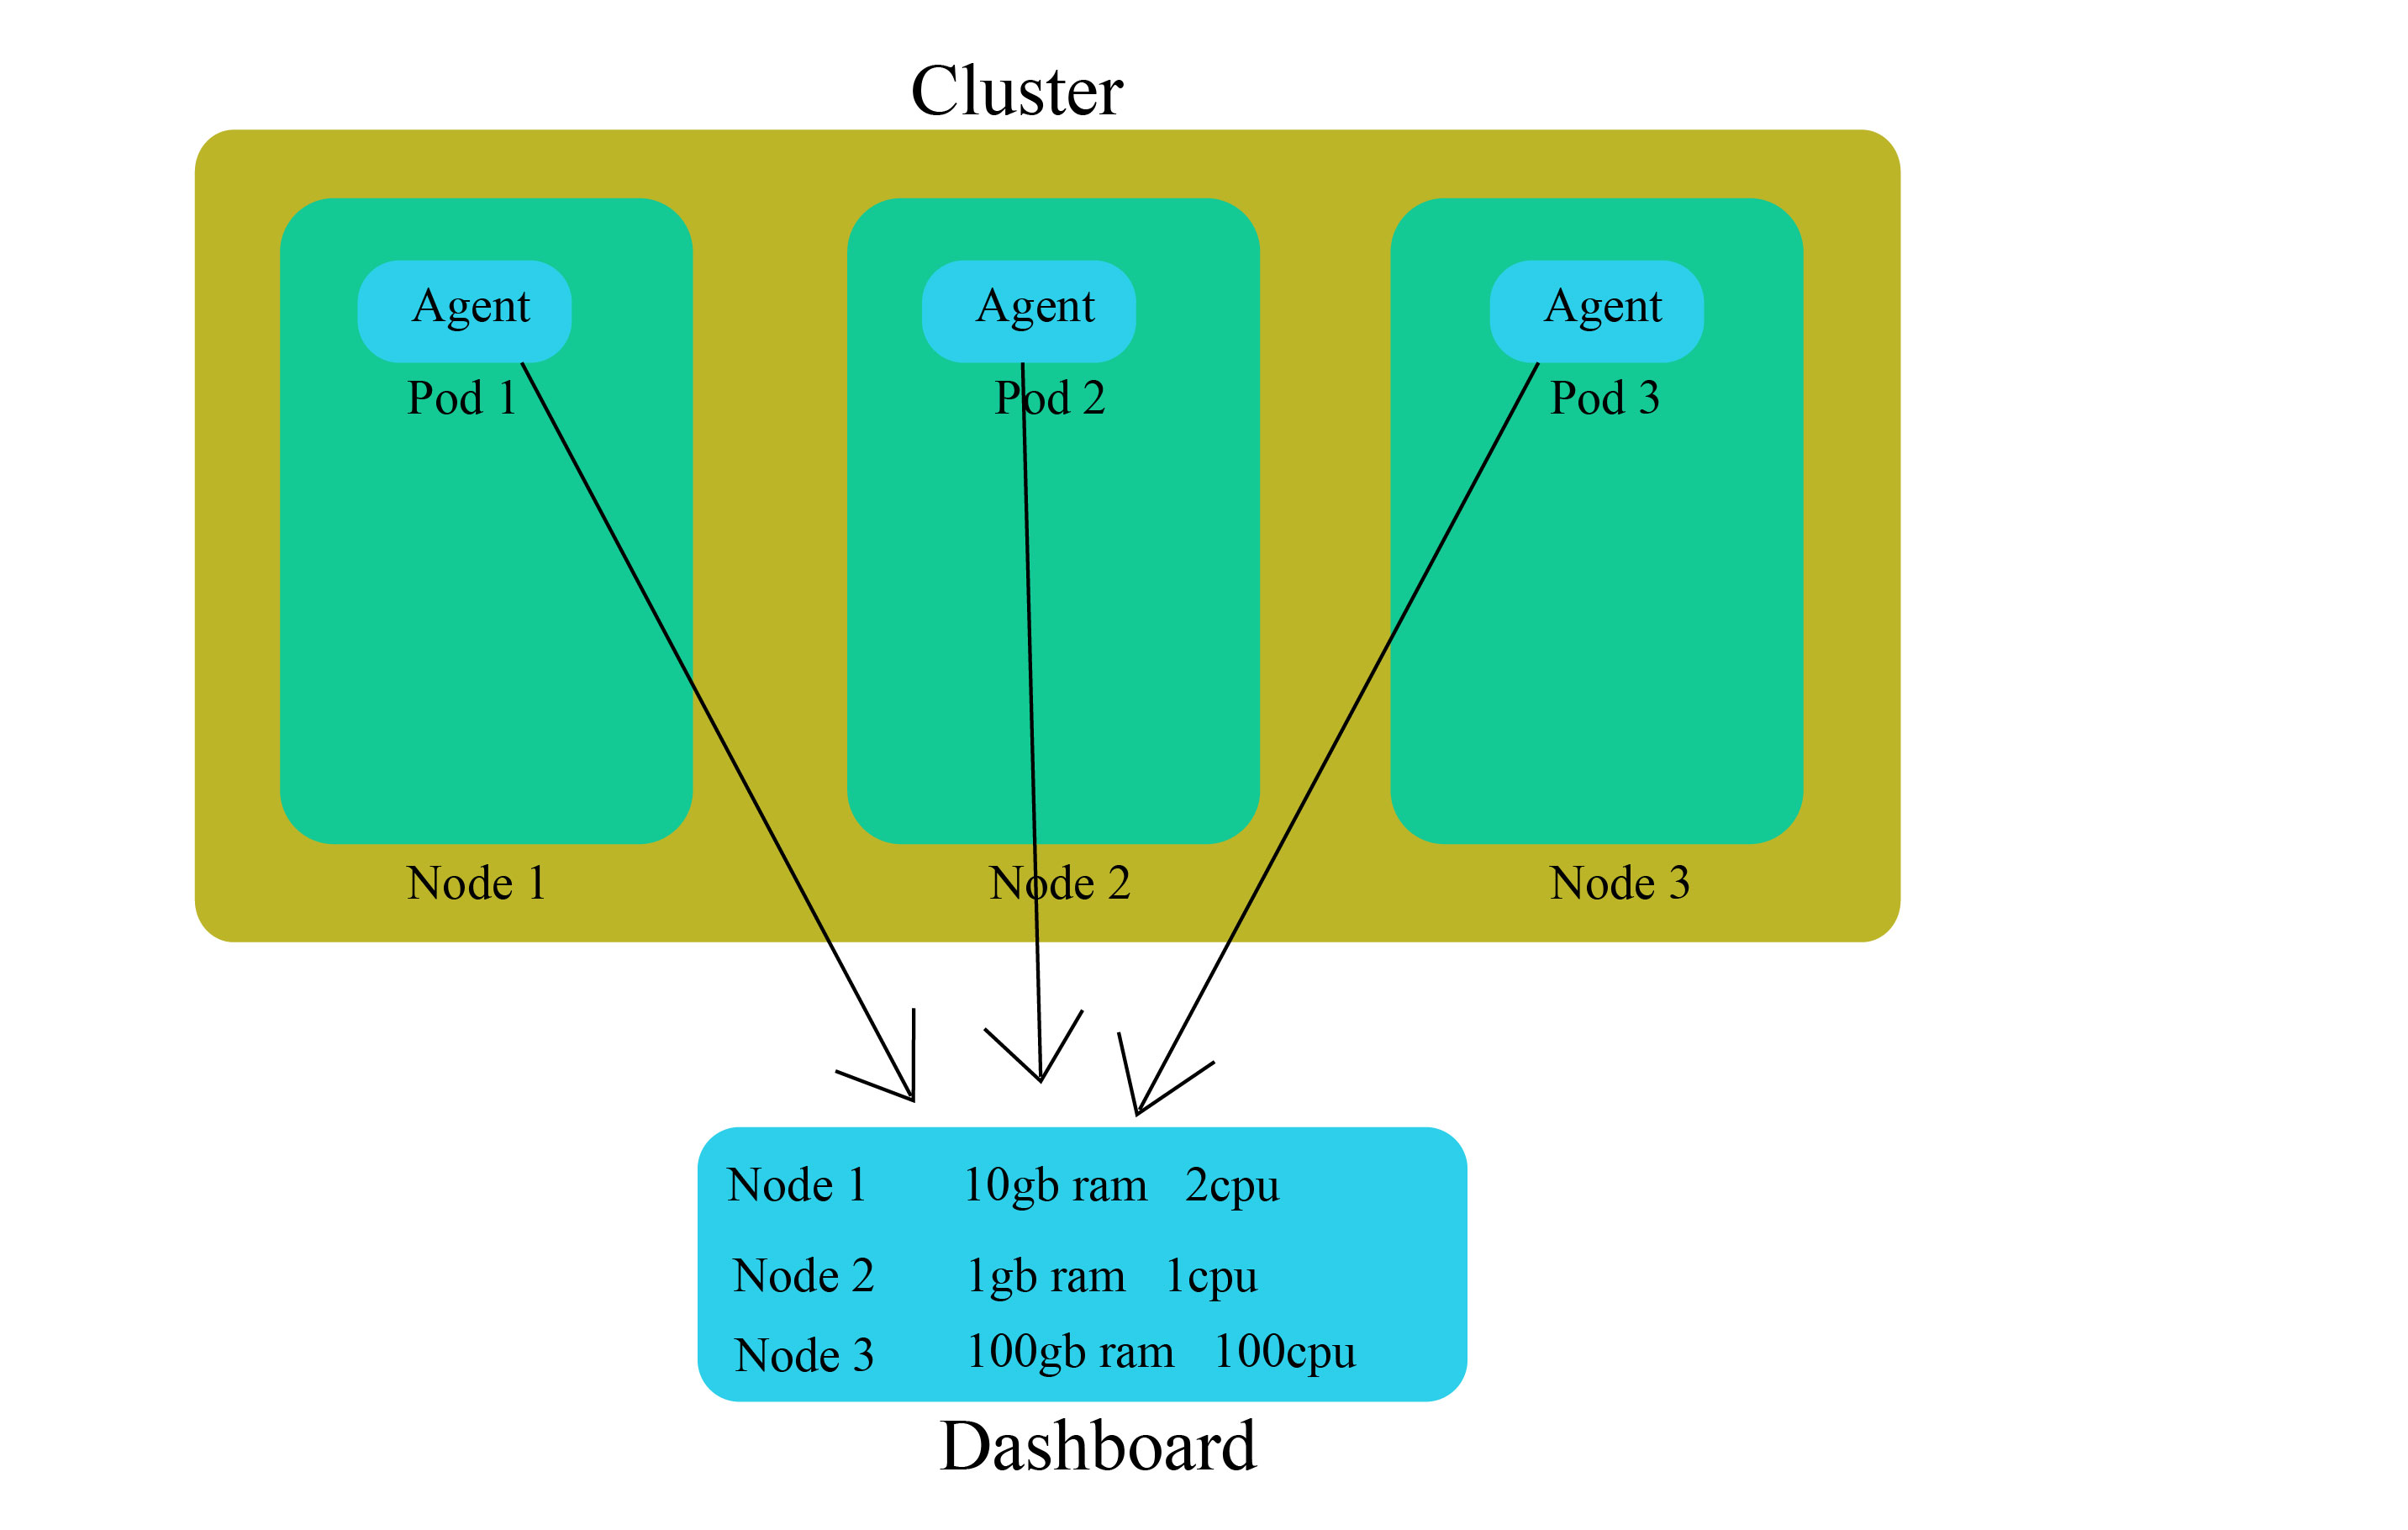 Cluster
Agent Agent Agent
Pod 1 Pod 2 Pod 3
Node 1 Node 2 Node 3
Node 1 10gb ram 2cpu
Node 2 1gb ram 1cpu
Node 3 100gb ram 100cpu
Dashboard